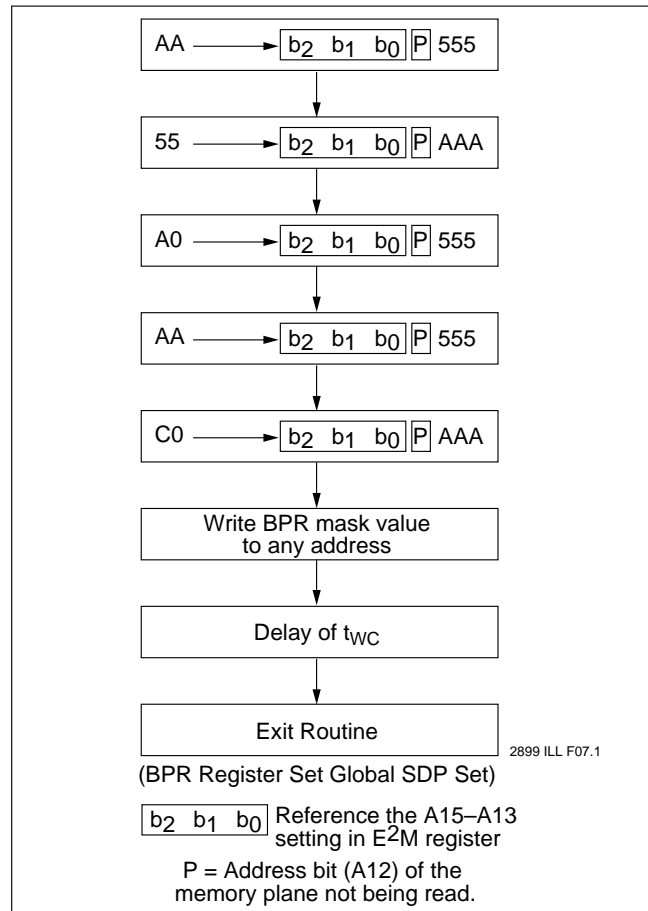 AA b2 b1 b0 P 555
55 b2 b1 b0 P AAA
A0 b2 b1 b0 P 555
AA b2 b1 b0 P 555
C0 b2 b1 b0 P AAA
Write BPR mask value
to any address
Delay of tWC
Exit Routine
2899 ILL F07.1
(BPR Register Set Global SDP Set)
b2 b1 b0 Reference the A15–A13
setting in E2M register
P = Address bit (A12) of the
memory plane not being read.